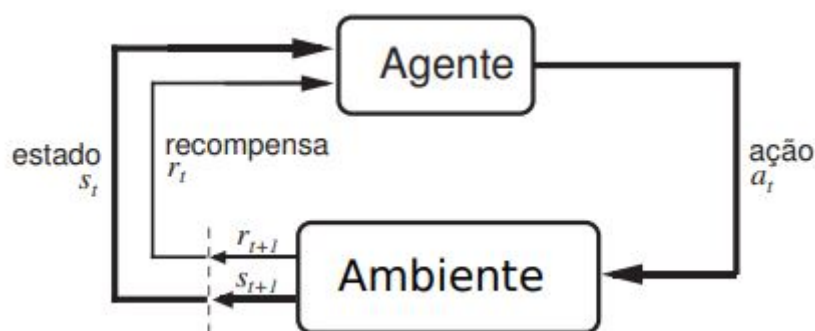 Agente
estado
s_t
recompensa
r_t
ação
a_t
r_{t+1}
s_{t+1}
Ambiente